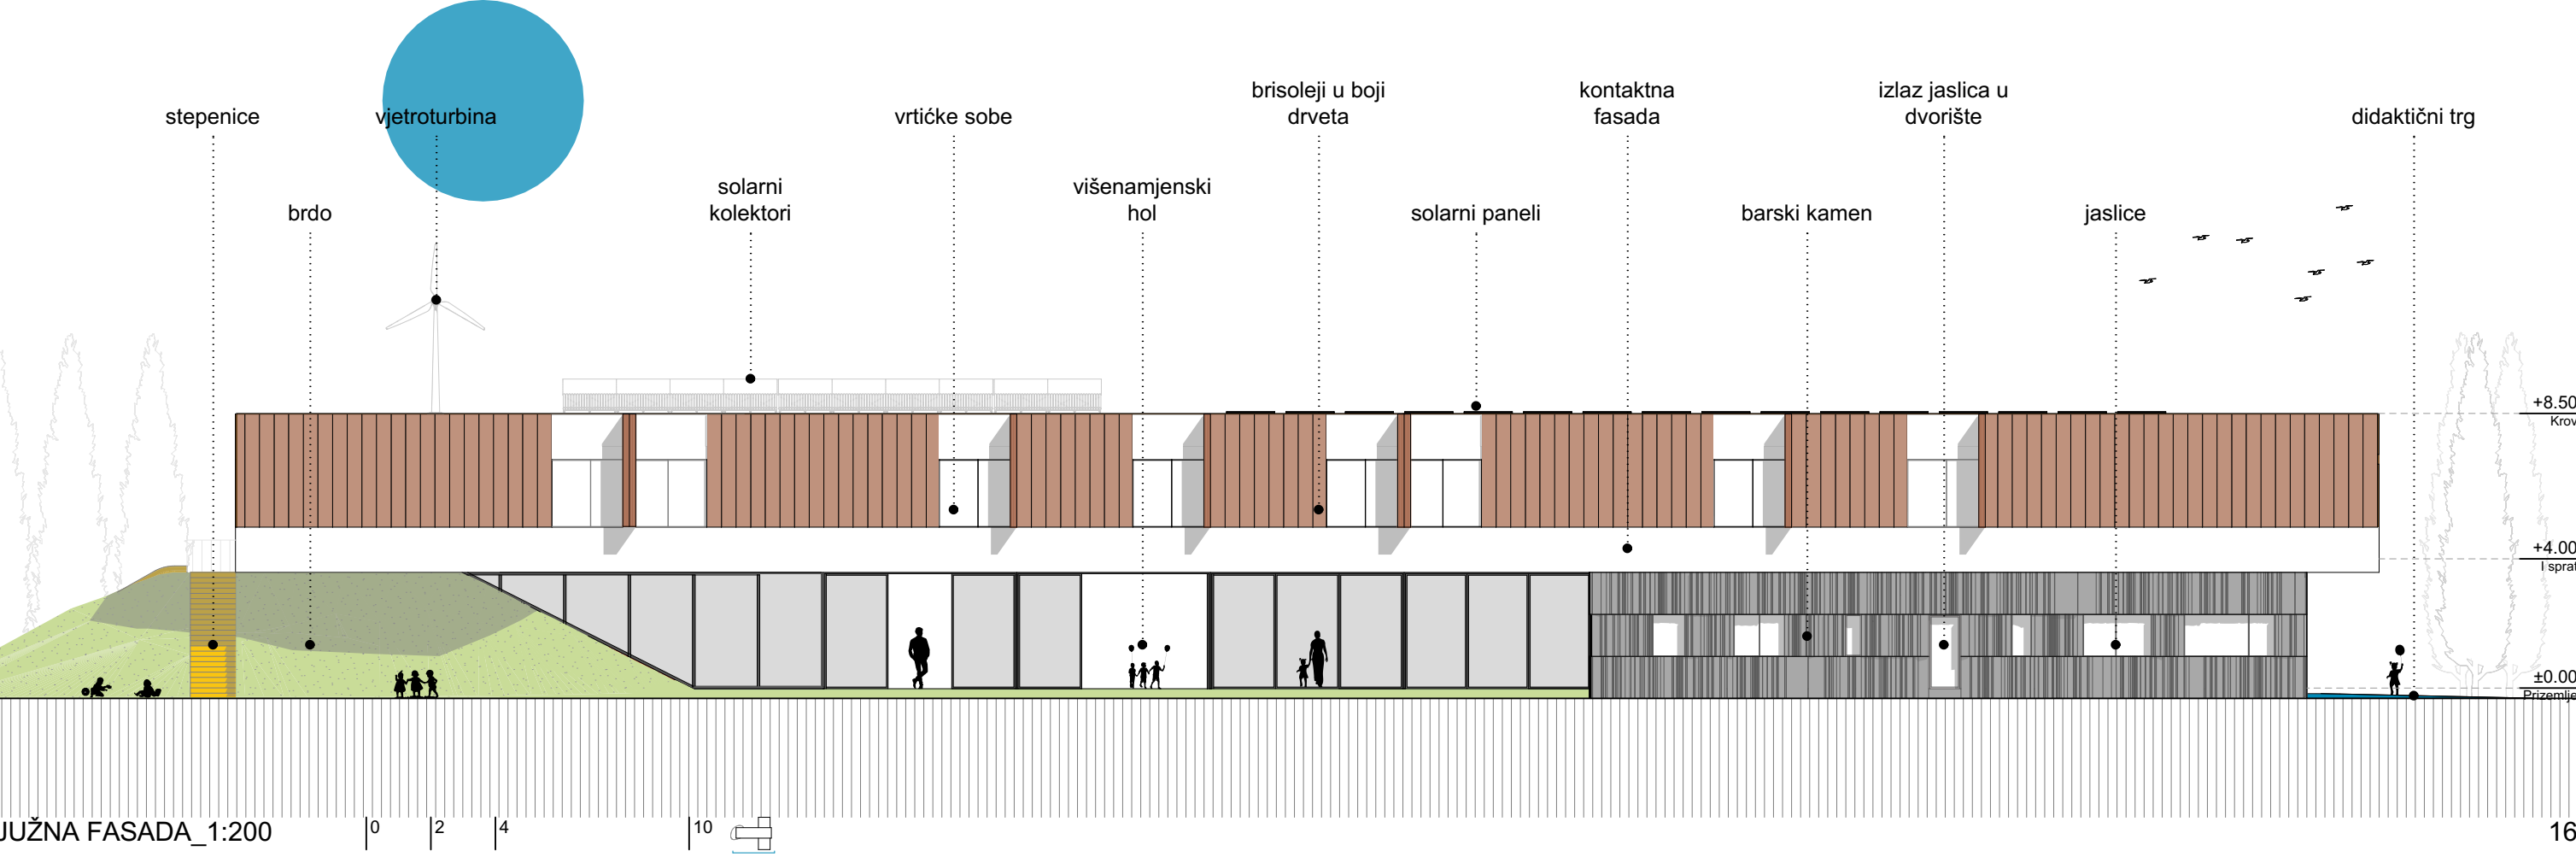 brisoleji u boji
drveta
kontaktna
fasada
izlaz jaslica u
dvorište
stepenice
vjetroturbina
vrtićke sobe
didaktični trg
solarni
kolektori
višenamjenski
hol
brdo
solarni paneli
barski kamen
jaslice
+8.50
Krov
+4.00
I sprat
±0.00
Prizemlje
JUŽNA FASADA_1:200
0
2
4
10
16